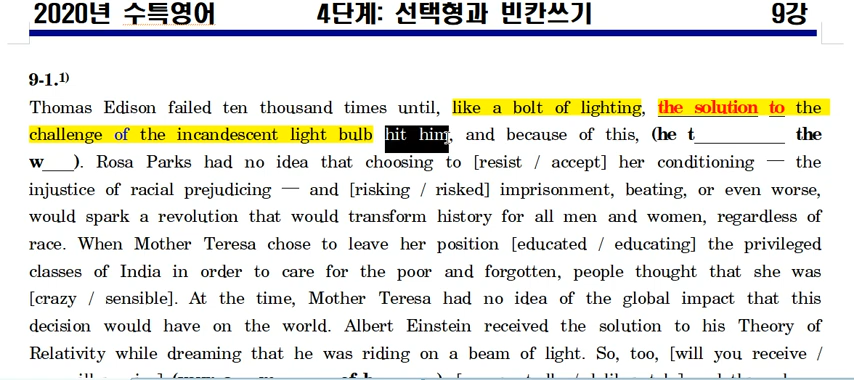 2020년 수특영어 4단계: 선택형과 빈칸쓰기 9강
9-1.1)
Thomas Edison failed ten thousand times until, like a bolt of lighting, the solution to the
challenge of the incandescent light bulb hit him, and because of this, (he t__________ the
w___). Rosa Parks had no idea that choosing to [resist / accept] her conditioning — the
injustice of racial prejudicing — and [risking / risked] imprisonment, beating, or even worse,
would spark a revolution that would transform history for all men and women, regardless of
race. When Mother Teresa chose to leave her position [educated / educating] the privileged
classes of India in order to care for the poor and forgotten, people thought that she was
[crazy / sensible]. At the time, Mother Teresa had no idea of the global impact that this
decision would have on the world. Albert Einstein received the solution to his Theory of
Relativity while dreaming that he was riding on a beam of light. So, too, [will you receive /